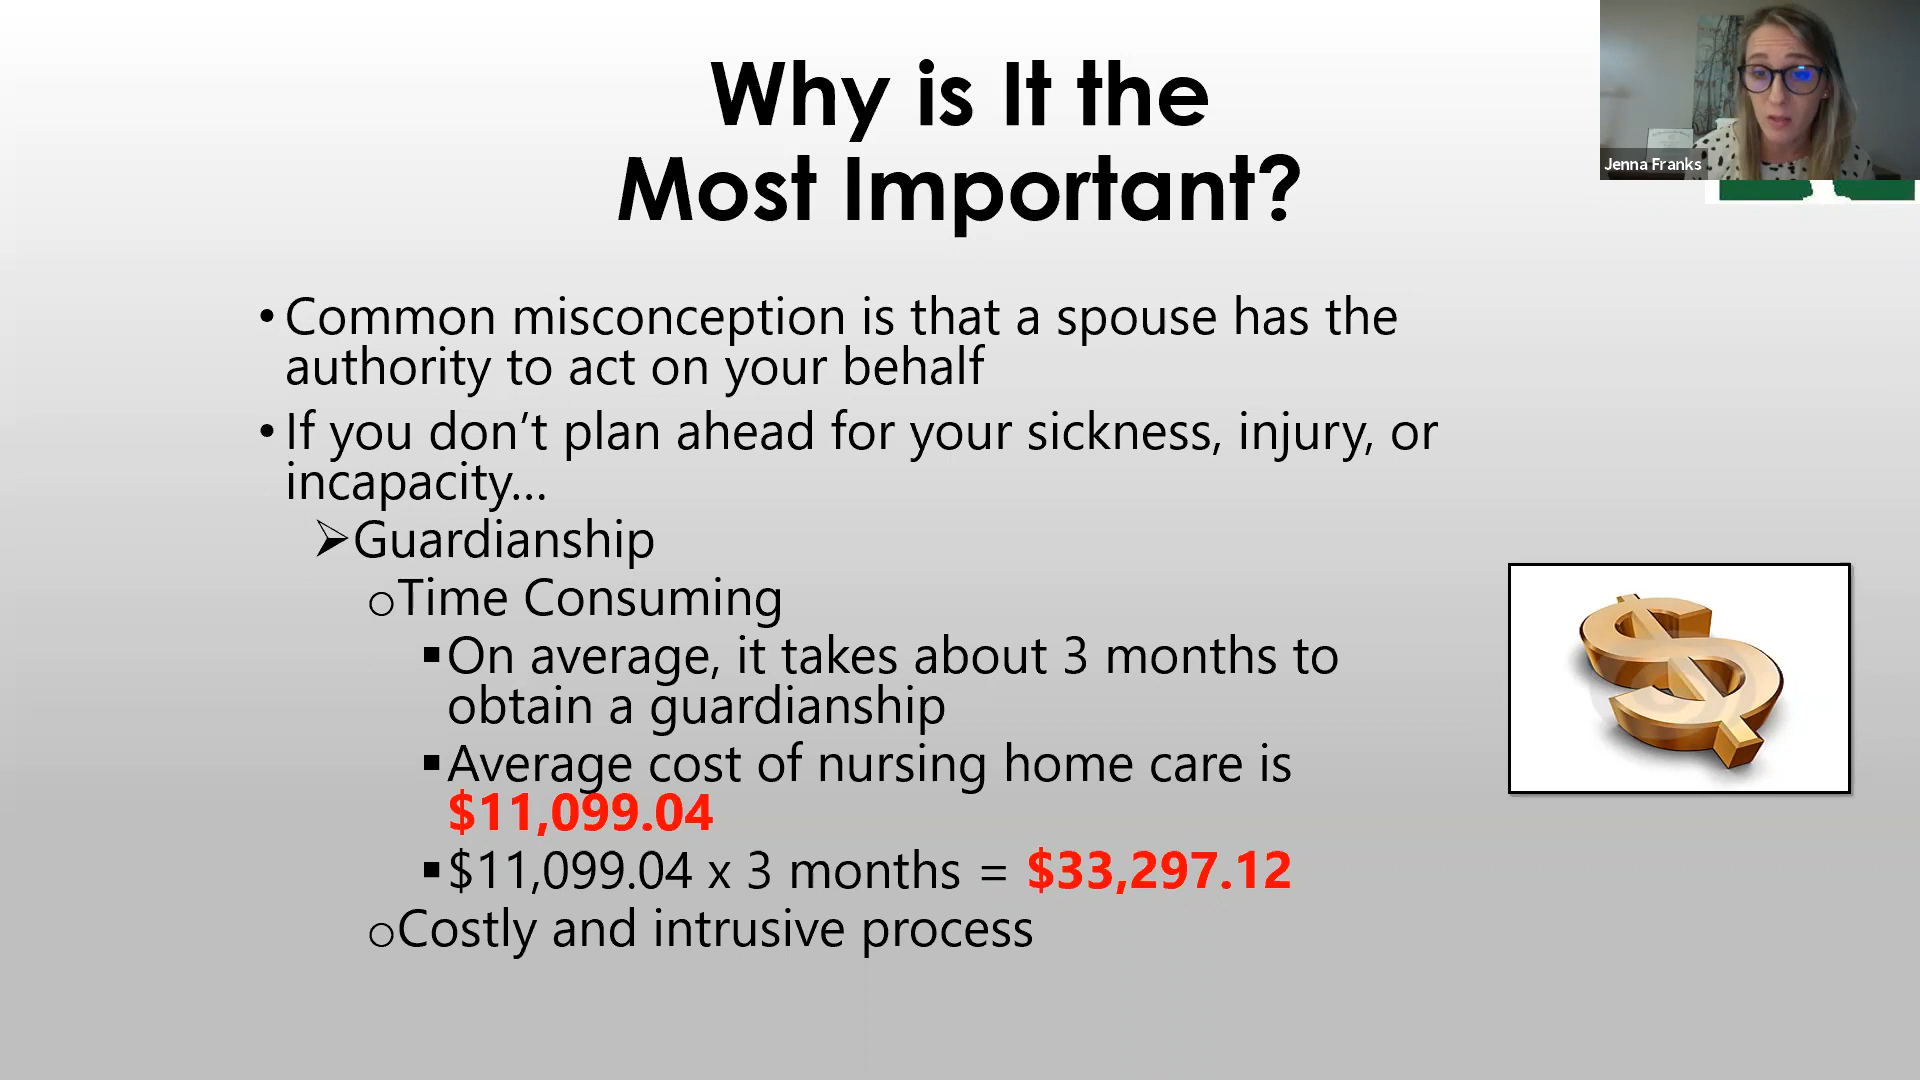 Why is It the
Most Important?
Jenna Franks
• Common misconception is that a spouse has the
authority to act on your behalf
• If you don’t plan ahead for your sickness, injury, or
incapacity…
➢Guardianship
oTime Consuming
▪On average, it takes about 3 months to
obtain a guardianship
▪Average cost of nursing home care is
$11,099.04
▪$11,099.04 x 3 months = $33,297.12
oCostly and intrusive process